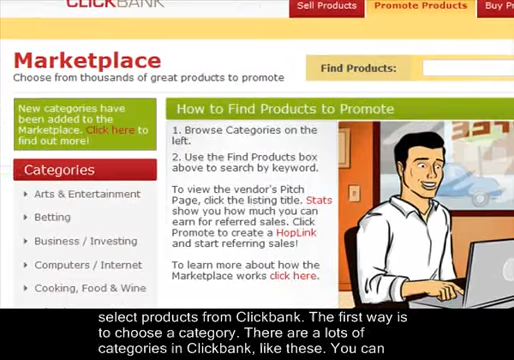 CLICKBANK
Sell Products
Promote Products
Buy
Marketplace
Choose from thousands of great products to promote
Find Products:
New categories have
been added to the
Marketplace. Click here to
find out more!
How to Find Products to Promote
1. Browse Categories on the
left.
2. Use the Find Products box
above to search by keyword.
To view the vendor's Pitch
Page, click the listing title. Stats
show you how much you can
earn for referred sales. Click
Promote to create a HopLink
and start referring sales!
To learn more about how the
Marketplace works click here.
Categories
Arts & Entertainment
Betting
Business / Investing
Computers / Internet
Cooking, Food & Wine
select products from Clickbank. The first way is
to choose a category. There are a lots of
categories in Clickbank, like these. You can